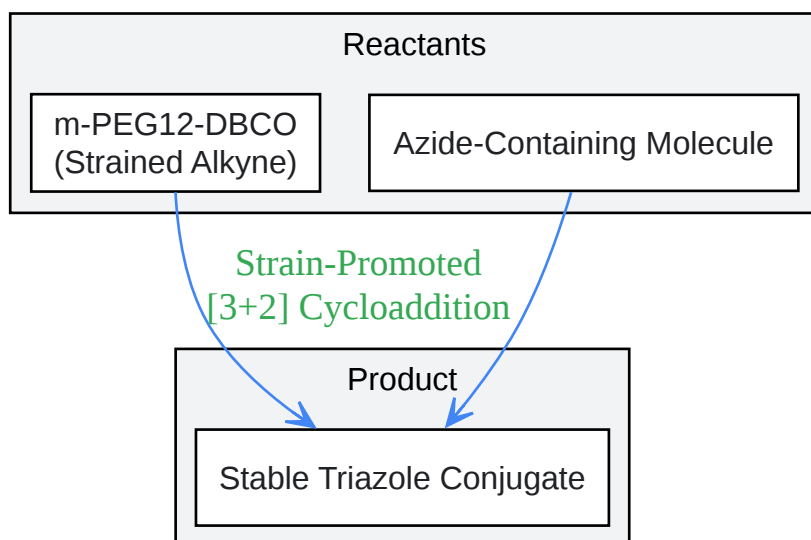 Reactants
m-PEG12-DBCO
(Strained Alkyne)
Azide-Containing Molecule
Strain-Promoted
[3+2] Cycloaddition
Product
Stable Triazole Conjugate